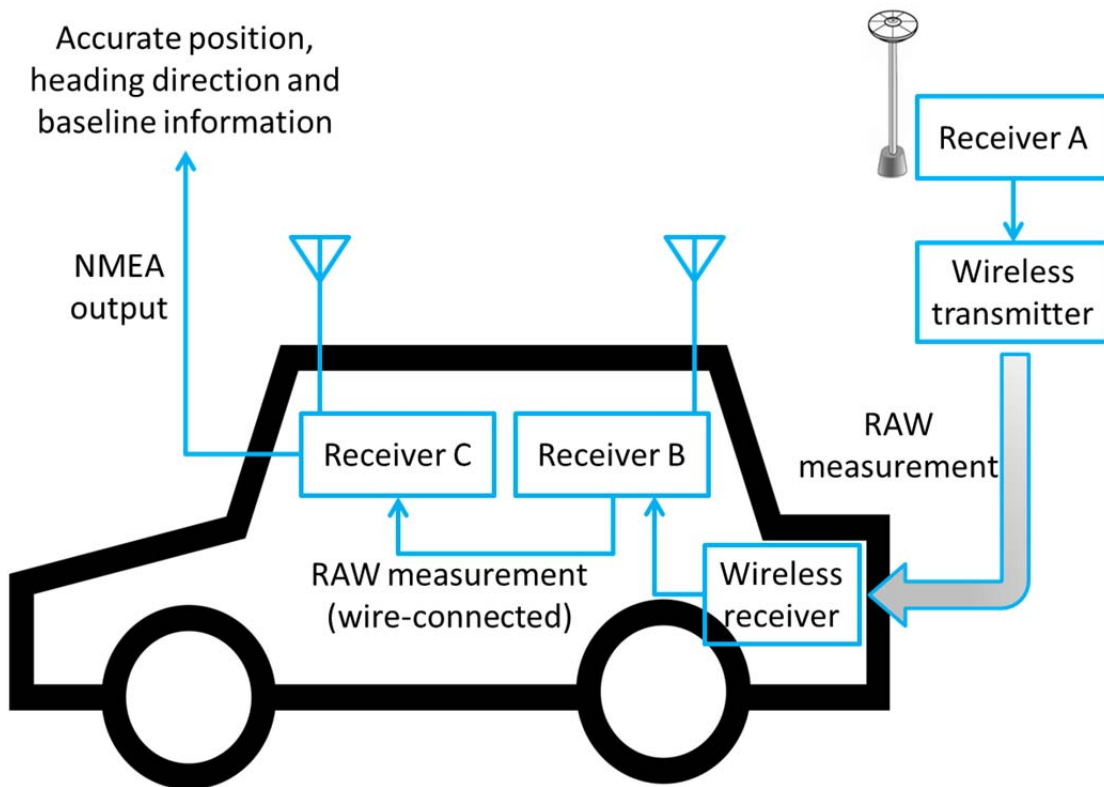 Accurate position,
heading direction and
baseline information
Receiver A
Wireless
transmitter
NMEA
output
RAW
measurement
Receiver C
Receiver B
RAW measurement
(wire-connected)
Wireless
receiver